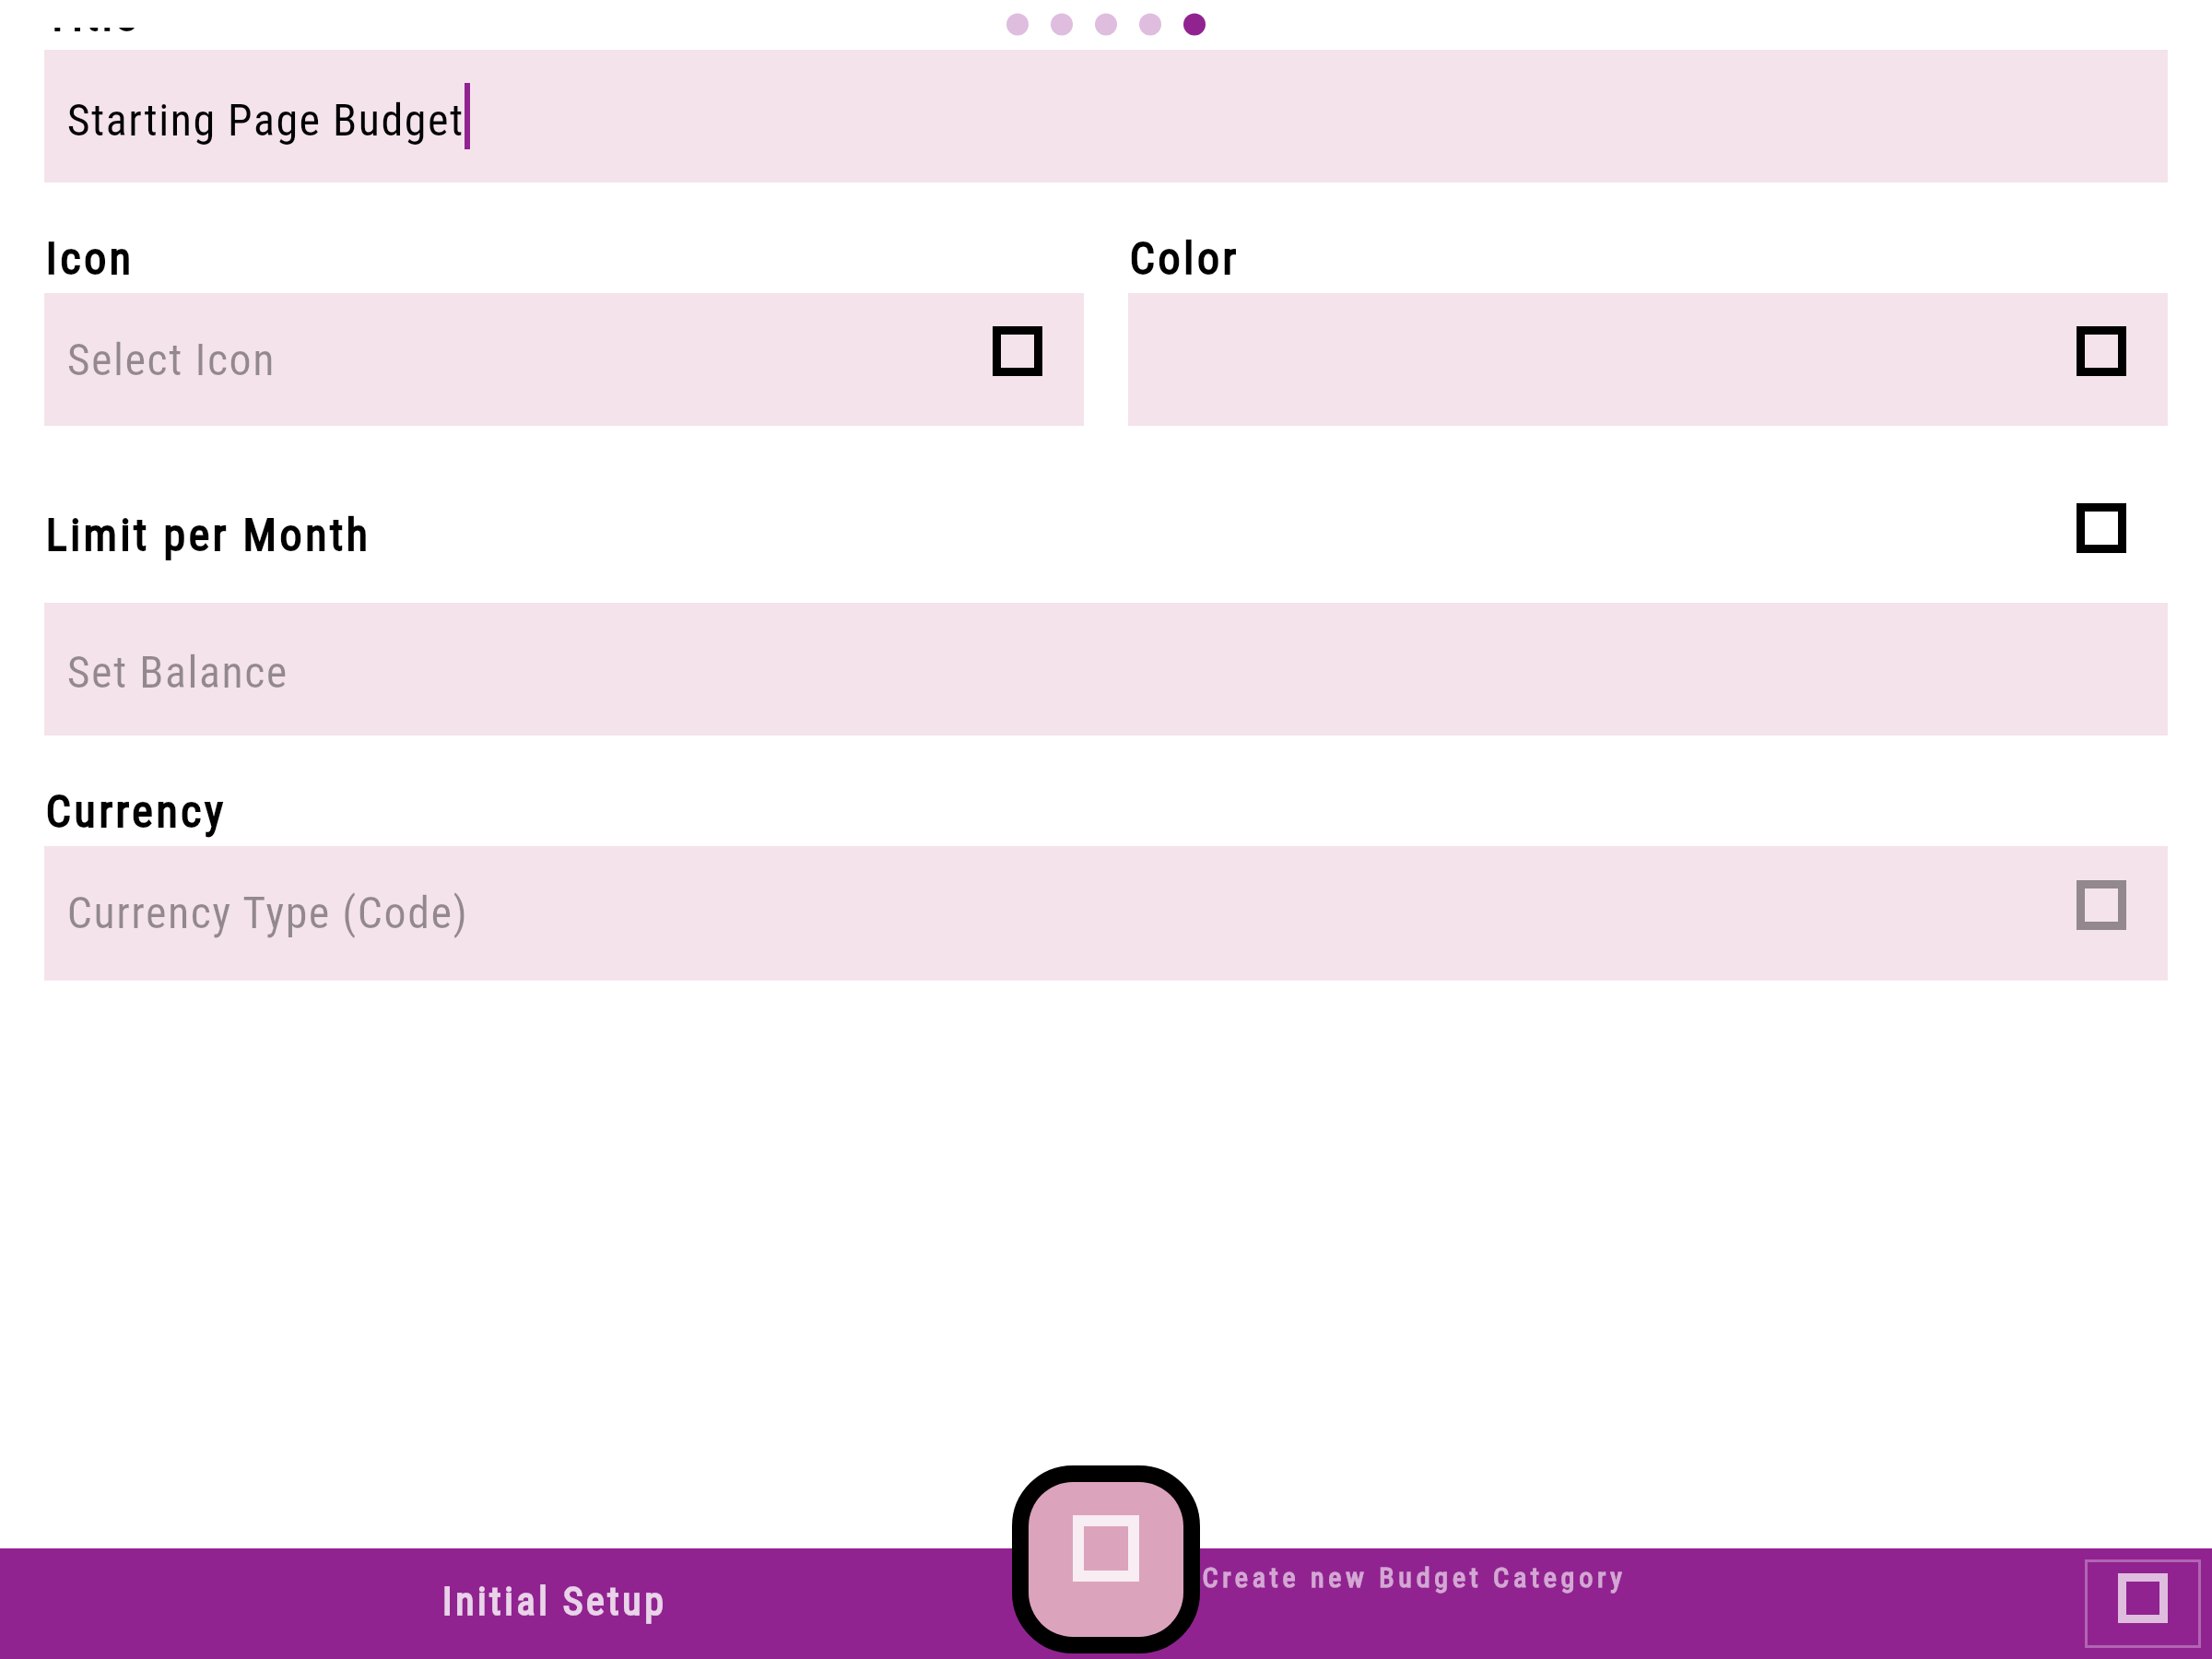 Starting Page Budget
Icon
Color
Select Icon
Limit per Month
Set Balance
Currency
Currency Type (Code)
Initial Setup
Create new Budget Category